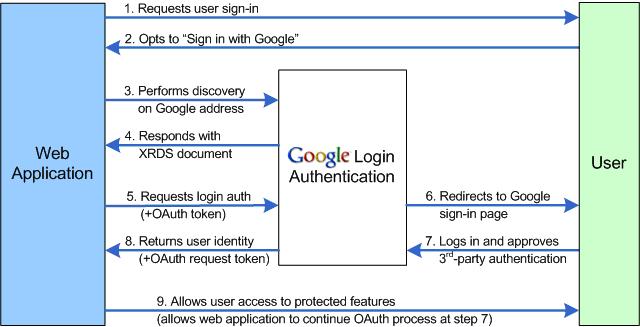 1. Requests user sign-in
2. Opts to “Sign in with Google”
3. Performs discovery
on Google address
4. Responds with
XRDS document
Web
Application
Google Login
Authentication
User
5. Requests login auth
(+OAuth token)
6. Redirects to Google
sign-in page
8. Returns user identity
(+OAuth request token)
7. Logs in and approves
3rd-party authentication
9. Allows user access to protected features
(allows web application to continue OAuth process at step 7)